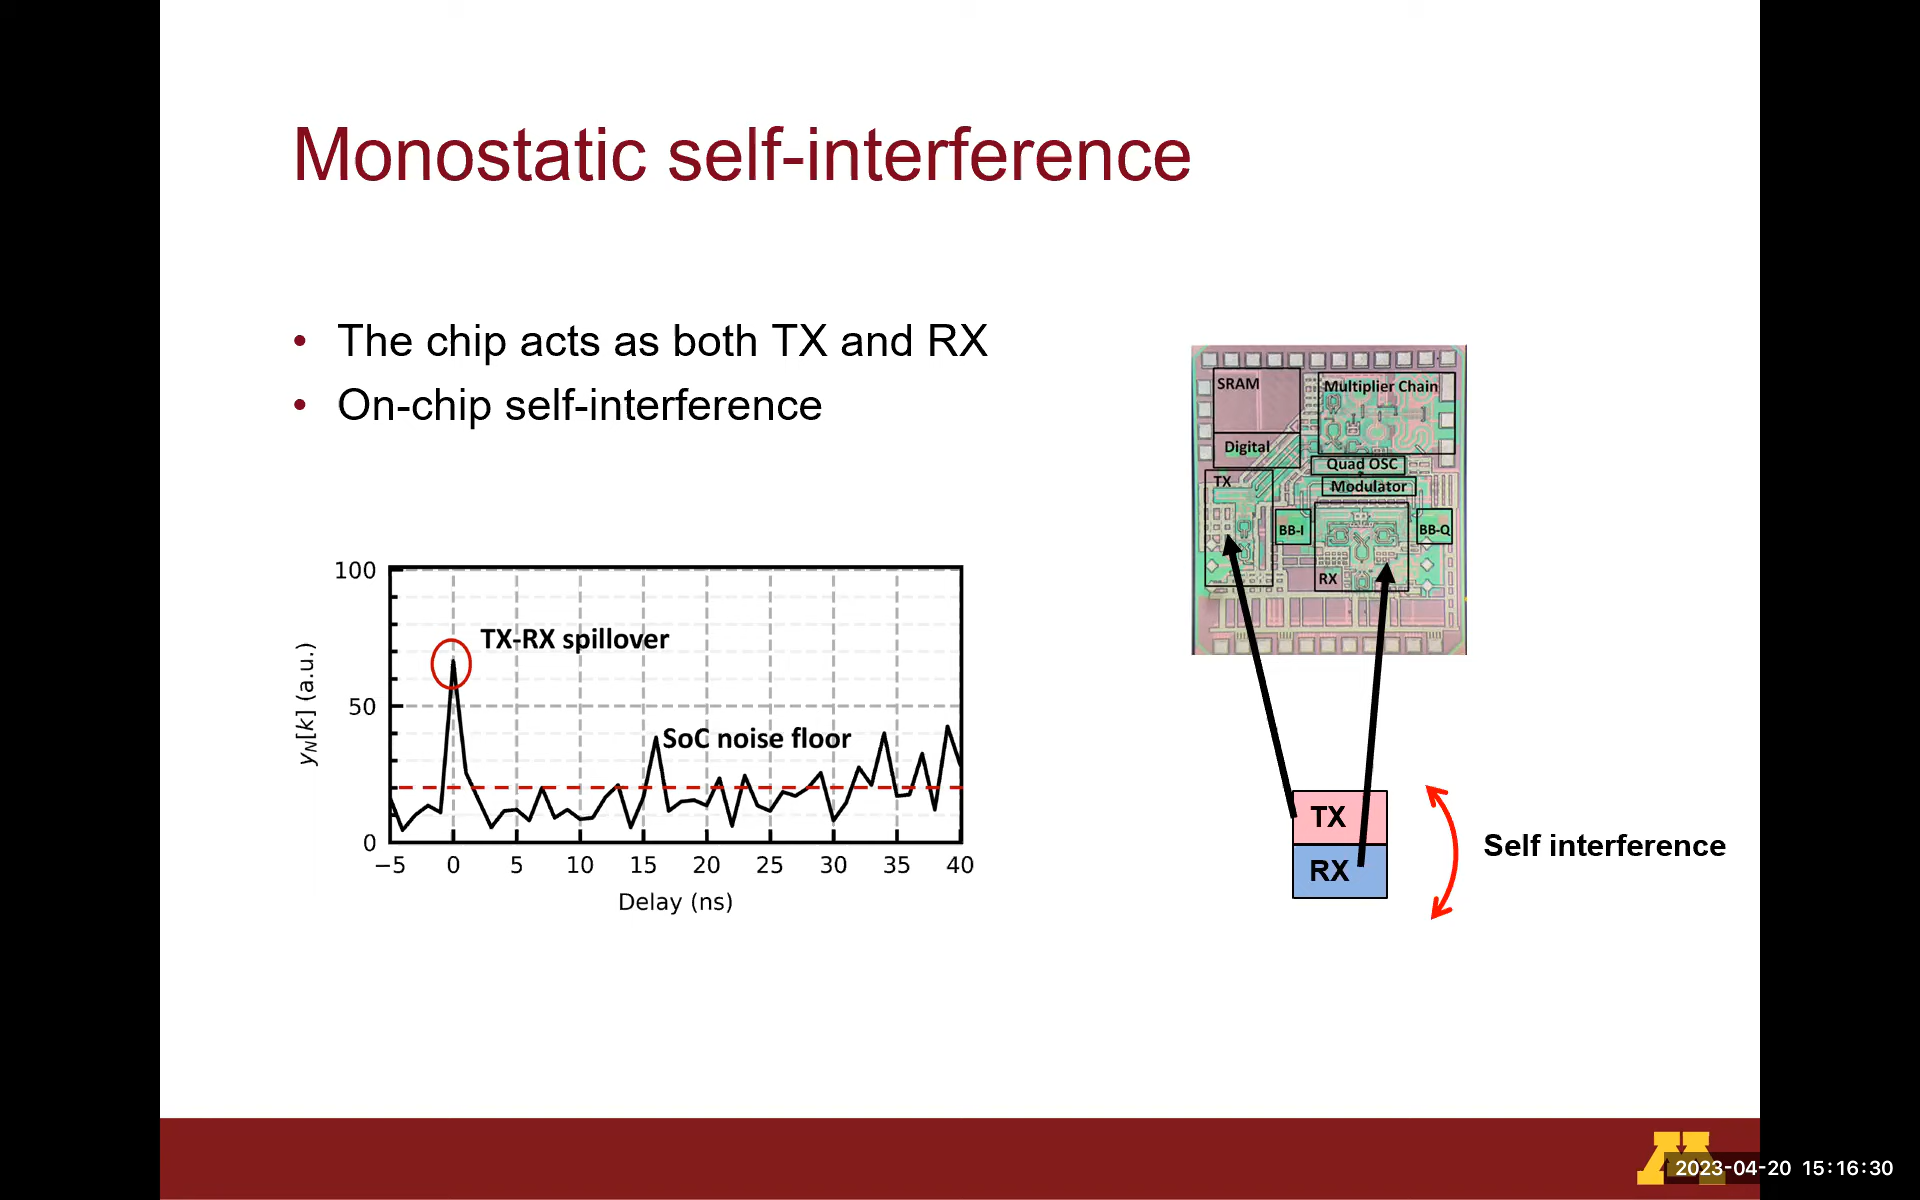 Monostatic self-interference
• The chip acts as both TX and RX
• On-chip self-interference
SRAM
Multiplier Chain
Digital
Quad OSC
TX
Modulator
BB-I
BB-Q
RX
100
50
0
yN[k] (a.u.)
TX-RX spillover
SoC noise floor
−5 0 5 10 15 20 25 30 35 40
Delay (ns)
TX
RX
Self interference
2023-04-20 15:16:30